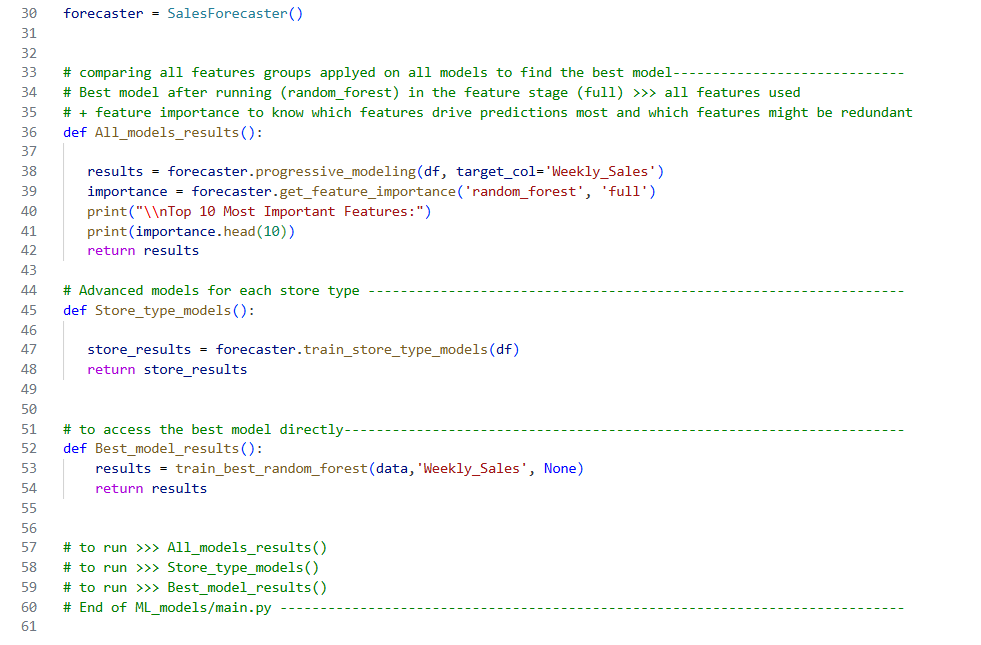 30 forecaster = SalesForecaster()
31
32
33 # comparing all features groups applyed on all models to find the best model-----------------------------
34 # Best model after running (random_forest) in the feature stage (full) >>> all features used
35 # + feature importance to know which features drive predictions most and which features might be redundant
36 def All_models_results():
37
38 results = forecaster.progressive_modeling(df, target_col='Weekly_Sales')
39 importance = forecaster.get_feature_importance('random_forest', 'full')
40 print("\\nTop 10 Most Important Features:")
41 print(importance.head(10))
42 return results
43
44 # Advanced models for each store type -------------------------------------------------------------------
45 def Store_type_models():
46
47 store_results = forecaster.train_store_type_models(df)
48 return store_results
49
50
51 # to access the best model directly----------------------------------------------------------------------
52 def Best_model_results():
53 results = train_best_random_forest(data,'Weekly_Sales', None)
54 return results
55
56
57 # to run >>> All_models_results()
58 # to run >>> Store_type_models()
59 # to run >>> Best_model_results()
60 # End of ML_models/main.py ------------------------------------------------------------------------------
61